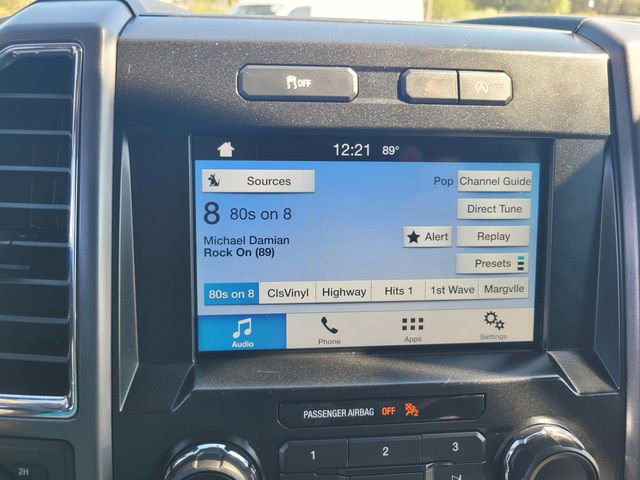 OFF
12:21 89°
Sources
Pop Channel Guide
8 80s on 8
Direct Tune
Michael Damian
Alert
Replay
Rock On (89)
Presets
80s on 8 ClsVinyl Highway Hits 1 1st Wave Margvlle
Audio Phone Apps Settings
PASSENGER AIRBAG OFF 2
1 2 3
2H